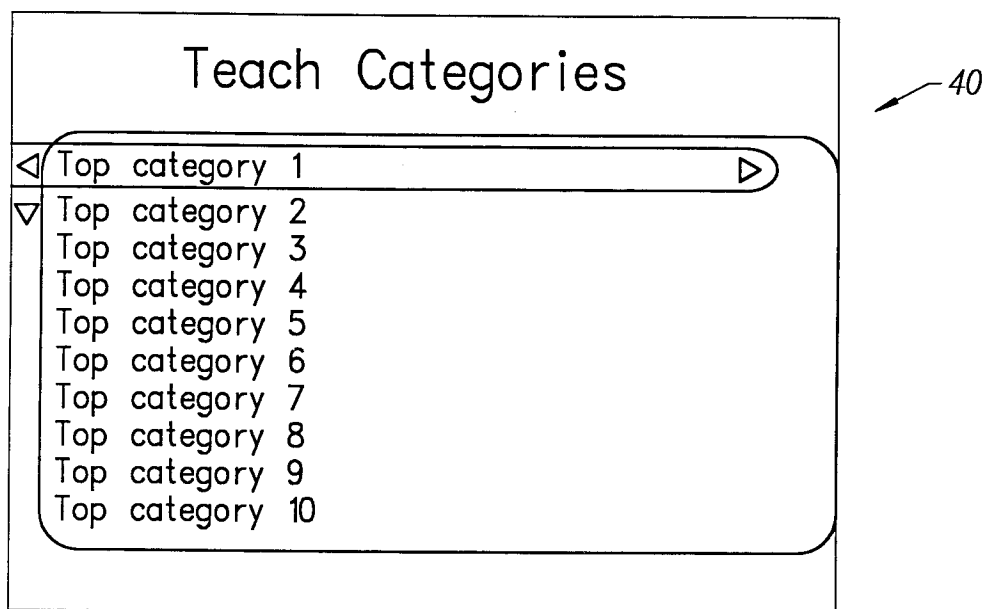 Teach Categories
40
Top category 1
Top category 2
Top category 3
Top category 4
Top category 5
Top category 6
Top category 7
Top category 8
Top category 9
Top category 10